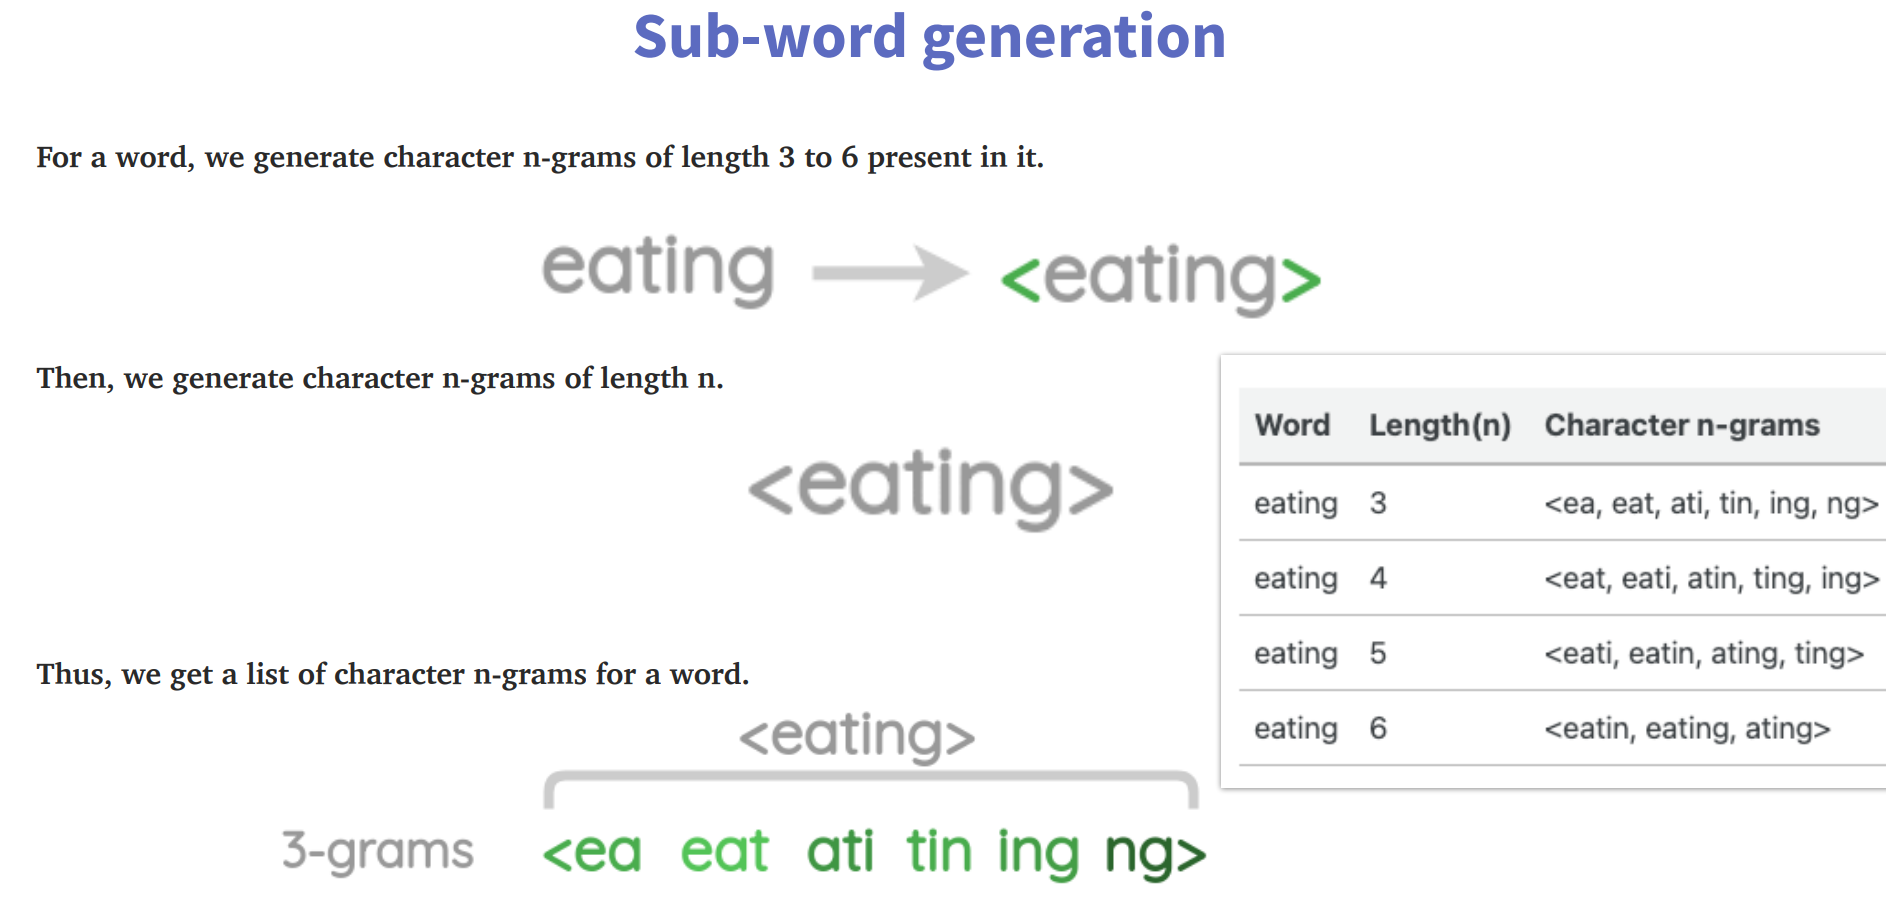 Sub-word generation
For a word, we generate character n-grams of length 3 to 6 present in it.
eating <eating>
Then, we generate character n-grams of length n.
<eating>
Word Length(n) Character n-grams
eating 3 <ea, eat, ati, tin, ing, ng>
eating 4 <eat, eati, atin, ting, ing>
eating 5 <eati, eatin, ating, ting>
eating 6 <eatin, eating, ating>
Thus, we get a list of character n-grams for a word.
<eating>
3-grams <ea eat ati tin ing ng>